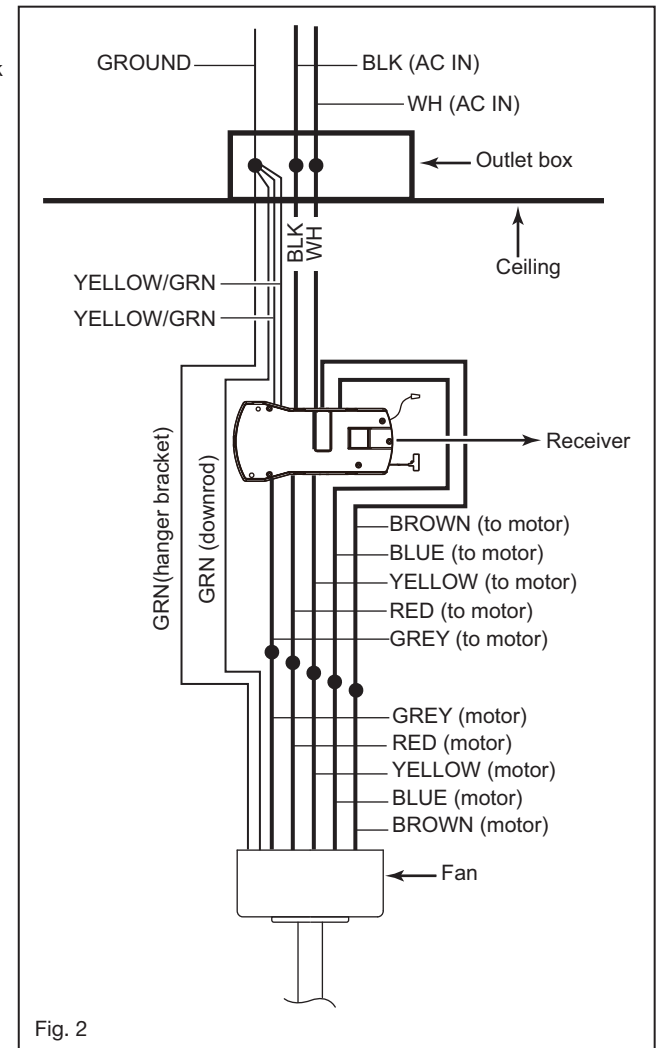 GROUND
BLK (AC IN)
WH (AC IN)
Outlet box
Ceiling
BLK
WH
YELLOW/GRN
YELLOW/GRN
Receiver
GRN(hanger bracket)
GRN (downrod)
BROWN (to motor)
BLUE (to motor)
YELLOW (to motor)
RED (to motor)
GREY (to motor)
GREY (motor)
RED (motor)
YELLOW (motor)
BLUE (motor)
BROWN (motor)
Fan
Fig. 2